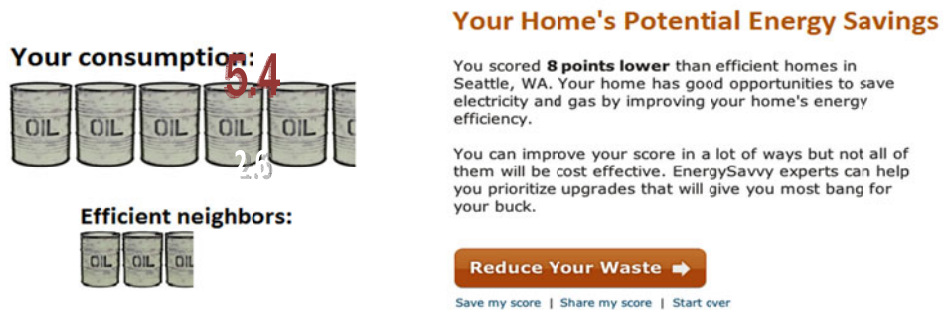 Your consumption:
5.4
OIL OIL OIL OIL OIL
2.6
Efficient neighbors:
OIL OIL OIL
Your Home's Potential Energy Savings
You scored 8 points lower than efficient homes in
Seattle, WA. Your home has good opportunities to save
electricity and gas by improving your home's energy
efficiency.
You can improve your score in a lot of ways but not all of
them will be cost effective. EnergySavvy experts can help
you prioritize upgrades that will give you most bang for
your buck.
Reduce Your Waste
Save my score | Share my score | Start over